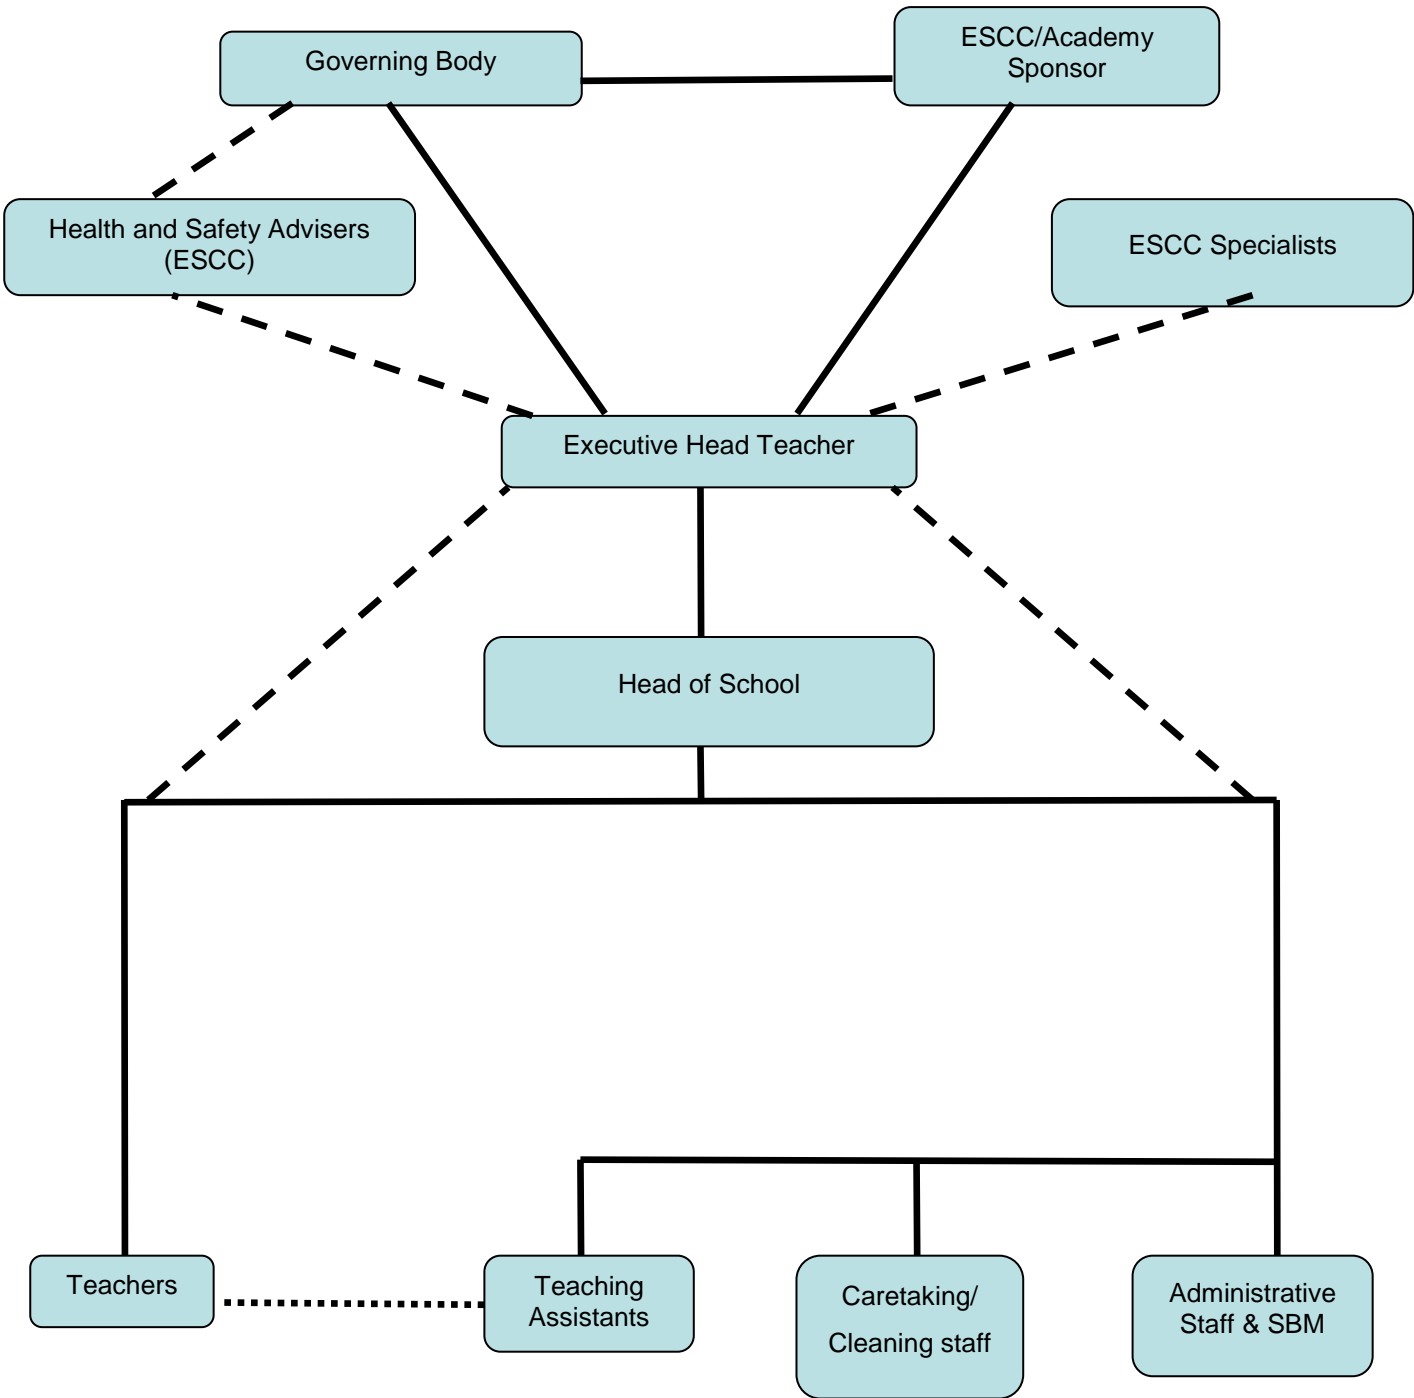 Governing Body
ESCC/Academy
Sponsor
Health and Safety Advisers
(ESCC)
ESCC Specialists
Executive Head Teacher
Head of School
Teachers
Teaching
Assistants
Caretaking/
Cleaning staff
Administrative
Staff & SBM